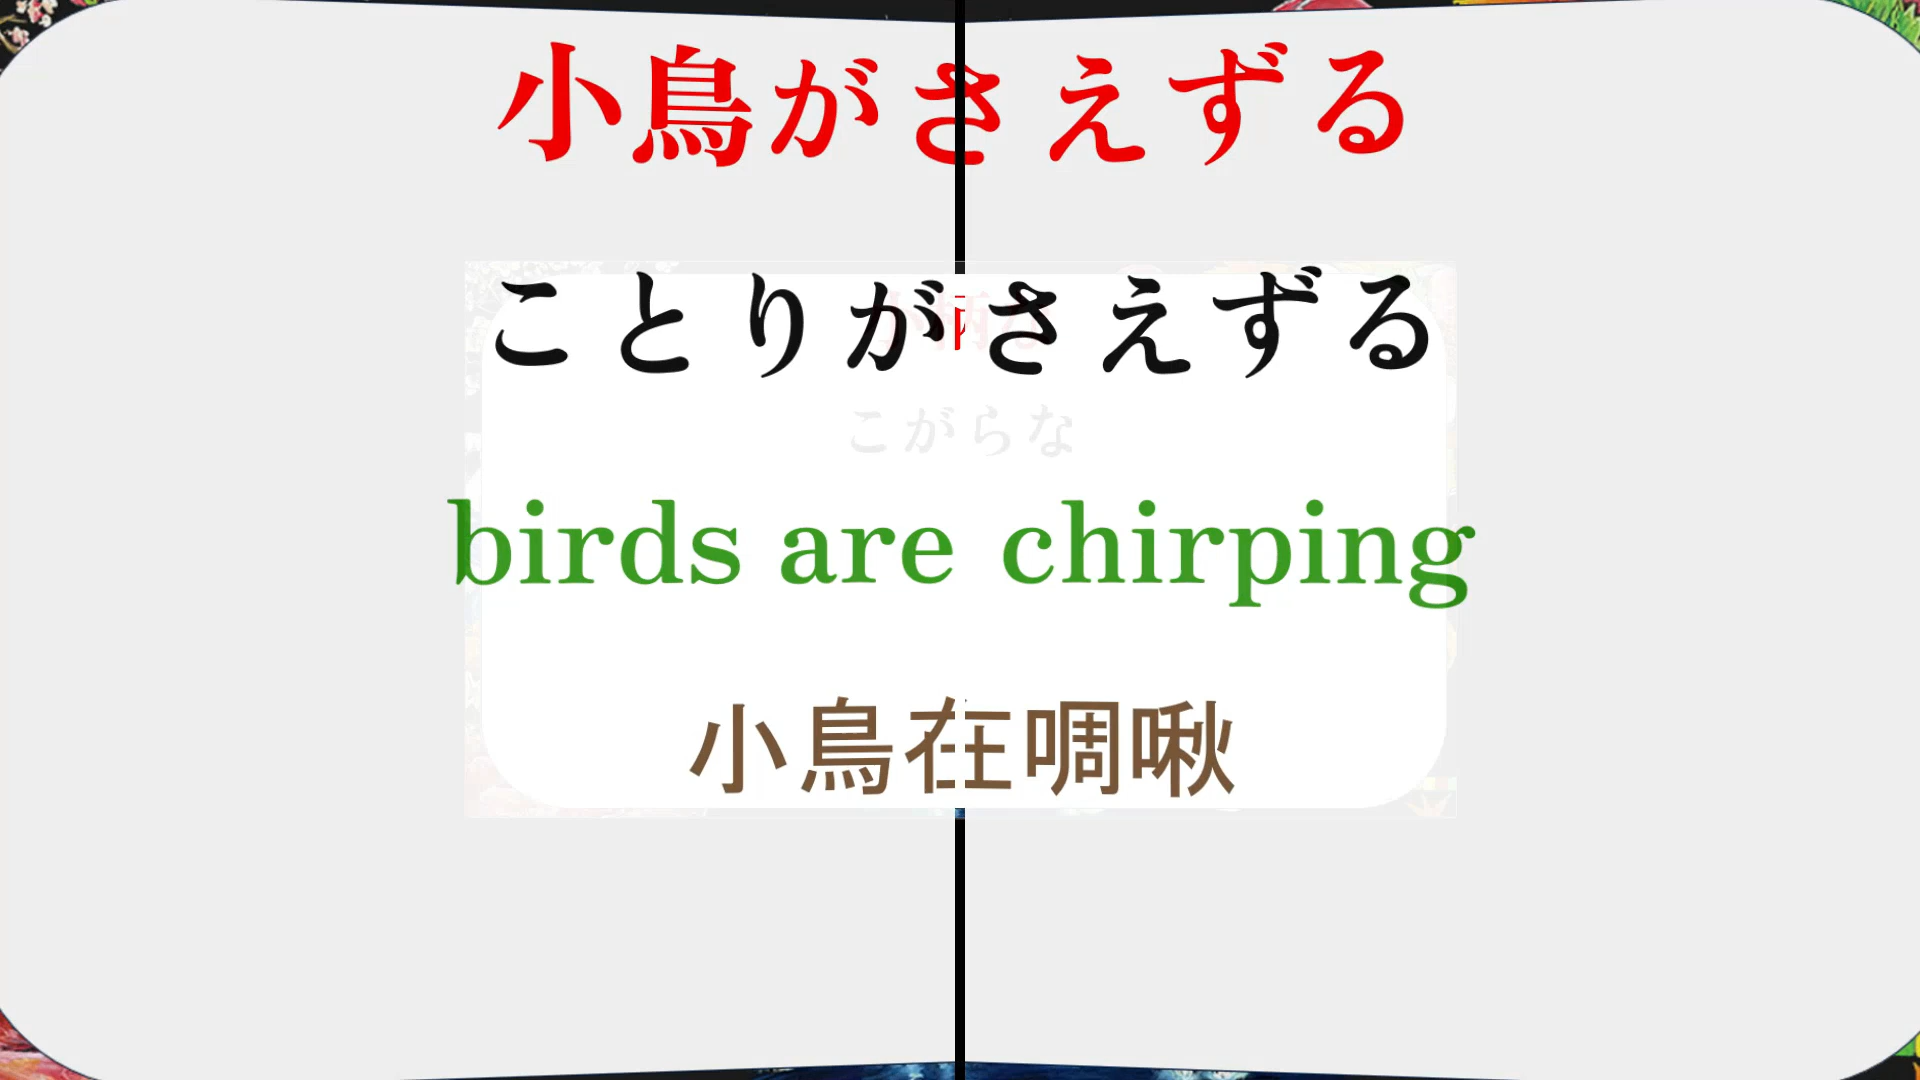 小鳥がさえずる
ことりがさえずる
こがらな
birds are chirping
小鳥在啁啾